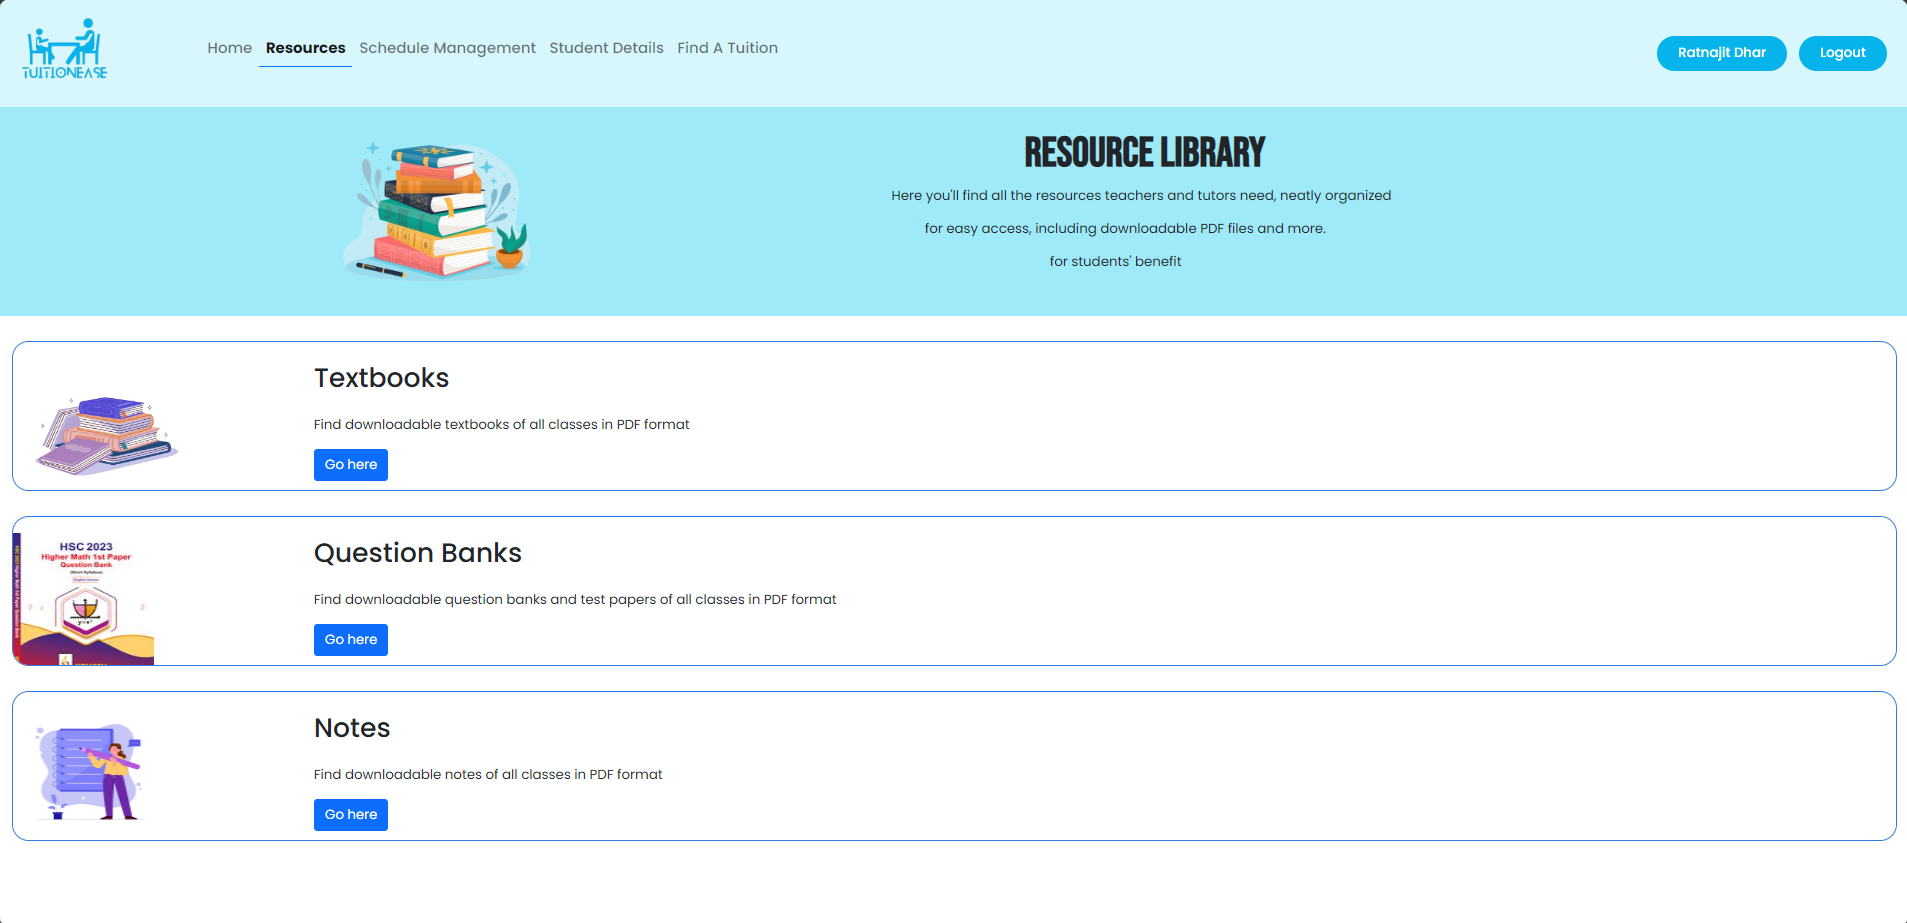 TUITIONEASE
Home Resources Schedule Management Student Details Find A Tuition
Ratnajit Dhar Logout
RESOURCE LIBRARY
Here you'll find all the resources teachers and tutors need, neatly organized
for easy access, including downloadable PDF files and more.
for students' benefit
Textbooks
Find downloadable textbooks of all classes in PDF format
Go here
HSC 2023
Higher Math 1st Paper
Question Bank
(Short Syllabus)
Question Banks
Find downloadable question banks and test papers of all classes in PDF format
Go here
Notes
Find downloadable notes of all classes in PDF format
Go here